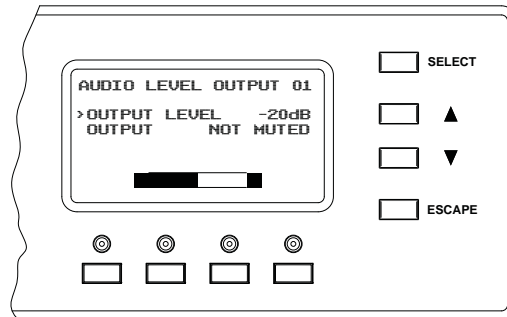 AUDIO LEVEL OUTPUT 01
>OUTPUT LEVEL -20dB
OUTPUT NOT MUTED
SELECT
▲
▼
ESCAPE